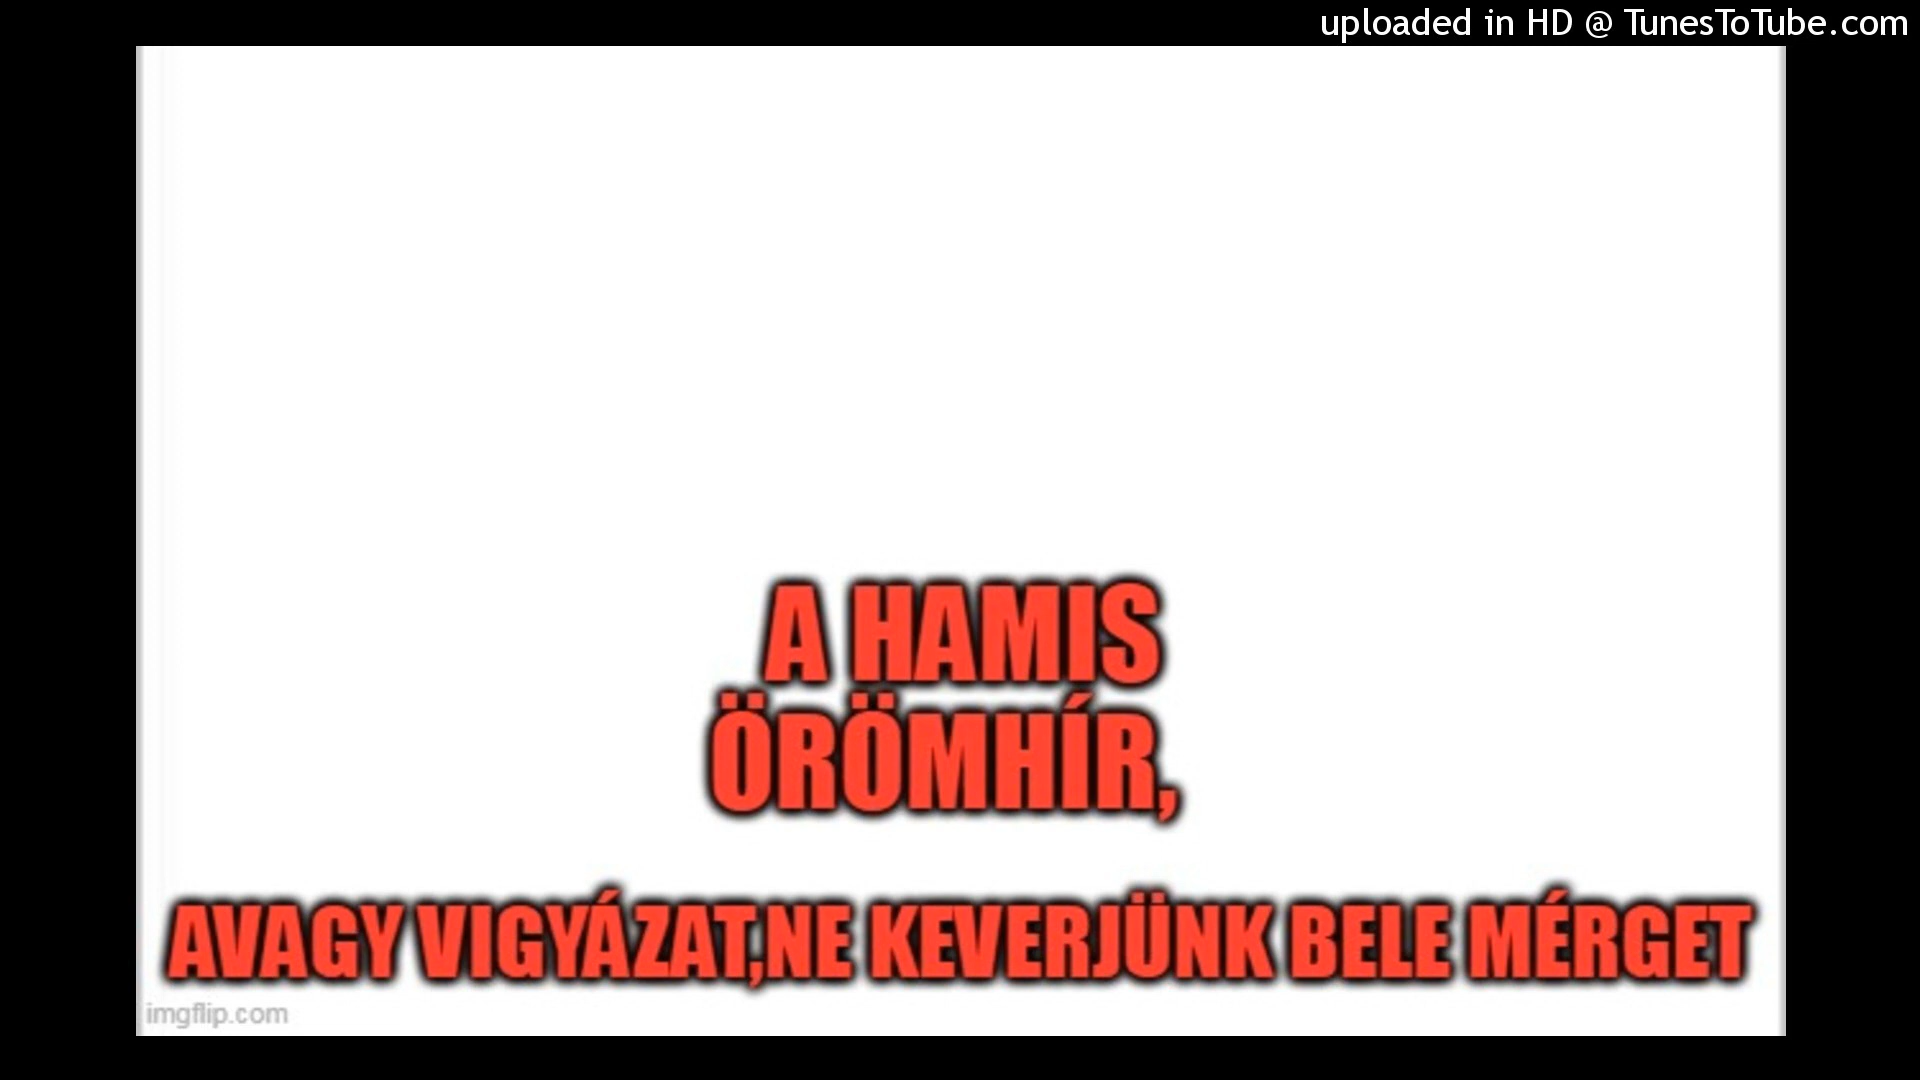 uploaded in HD @ TunesToTube.com
A HAMIS
ÖRÖMHÍR,
AVAGY VIGYÁZAT,NE KEVERJÜNK BELE MÉRGET
imgflip.com